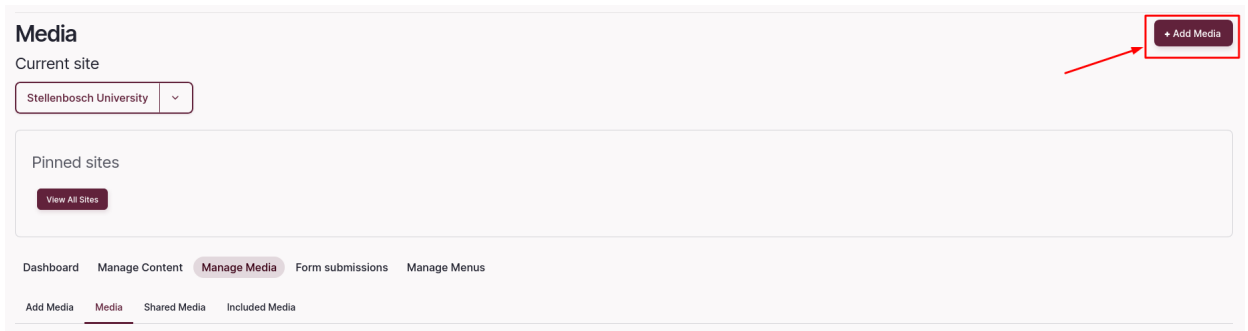 Media
+ Add Media
Current site
Stellenbosch University
Pinned sites
View All Sites
Dashboard Manage Content Manage Media Form submissions Manage Menus
Add Media Media Shared Media Included Media